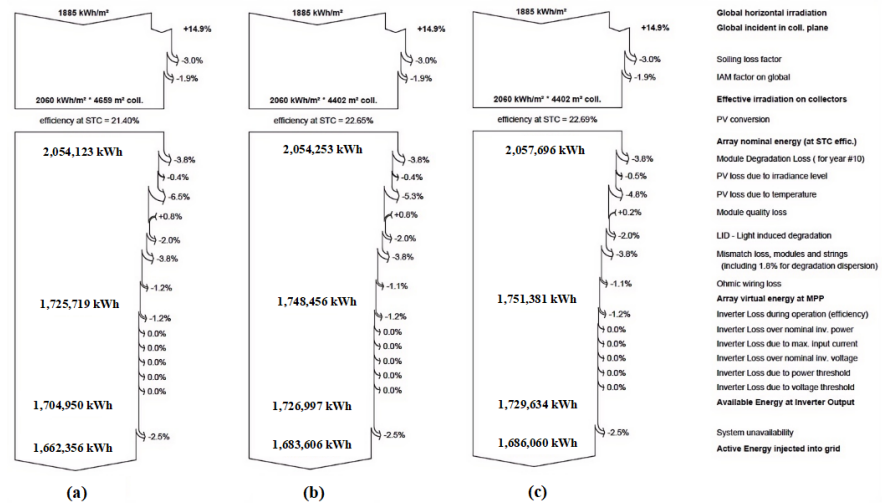 1885 kWh/m²
+14.9%
-3.0%
-1.9%
2060 kWh/m² * 4659 m² coll.
efficiency at STC = 21.40%
2,054,123 kWh
-3.8%
-0.4%
-6.5%
+0.8%
-2.0%
-3.8%
-1.2%
1,725,719 kWh
-1.2%
0.0%
0.0%
0.0%
0.0%
0.0%
1,704,950 kWh
-2.5%
1,662,356 kWh
(a)
1885 kWh/m²
+14.9%
-3.0%
-1.9%
2060 kWh/m² * 4402 m² coll.
efficiency at STC = 22.65%
2,054,253 kWh
-3.8%
-0.4%
-5.3%
+0.8%
-2.0%
-3.8%
-1.1%
1,748,456 kWh
-1.2%
0.0%
0.0%
0.0%
0.0%
0.0%
1,726,997 kWh
-2.5%
1,683,606 kWh
(b)
1885 kWh/m²
+14.9%
-3.0%
-1.9%
2060 kWh/m² * 4402 m² coll.
efficiency at STC = 22.69%
2,057,696 kWh
-3.8%
-0.5%
-4.8%
+0.2%
-2.0%
-3.8%
-1.1%
1,751,381 kWh
-1.2%
0.0%
0.0%
0.0%
0.0%
0.0%
1,729,634 kWh
-2.5%
1,686,060 kWh
(c)
Global horizontal irradiation
Global incident in coll. plane
Soiling loss factor
IAM factor on global
Effective irradiation on collectors
PV conversion
Array nominal energy (at STC effic.)
Module Degradation Loss ( for year #10)
PV loss due to irradiance level
PV loss due to temperature
Module quality loss
LID - Light induced degradation
Mismatch loss, modules and strings
(including 1.8% for degradation dispersion)
Ohmic wiring loss
Array virtual energy at MPP
Inverter Loss during operation (efficiency)
Inverter Loss over nominal inv. power
Inverter Loss due to max. input current
Inverter Loss over nominal inv. voltage
Inverter Loss due to power threshold
Inverter Loss due to voltage threshold
Available Energy at Inverter Output
System unavailability
Active Energy injected into grid